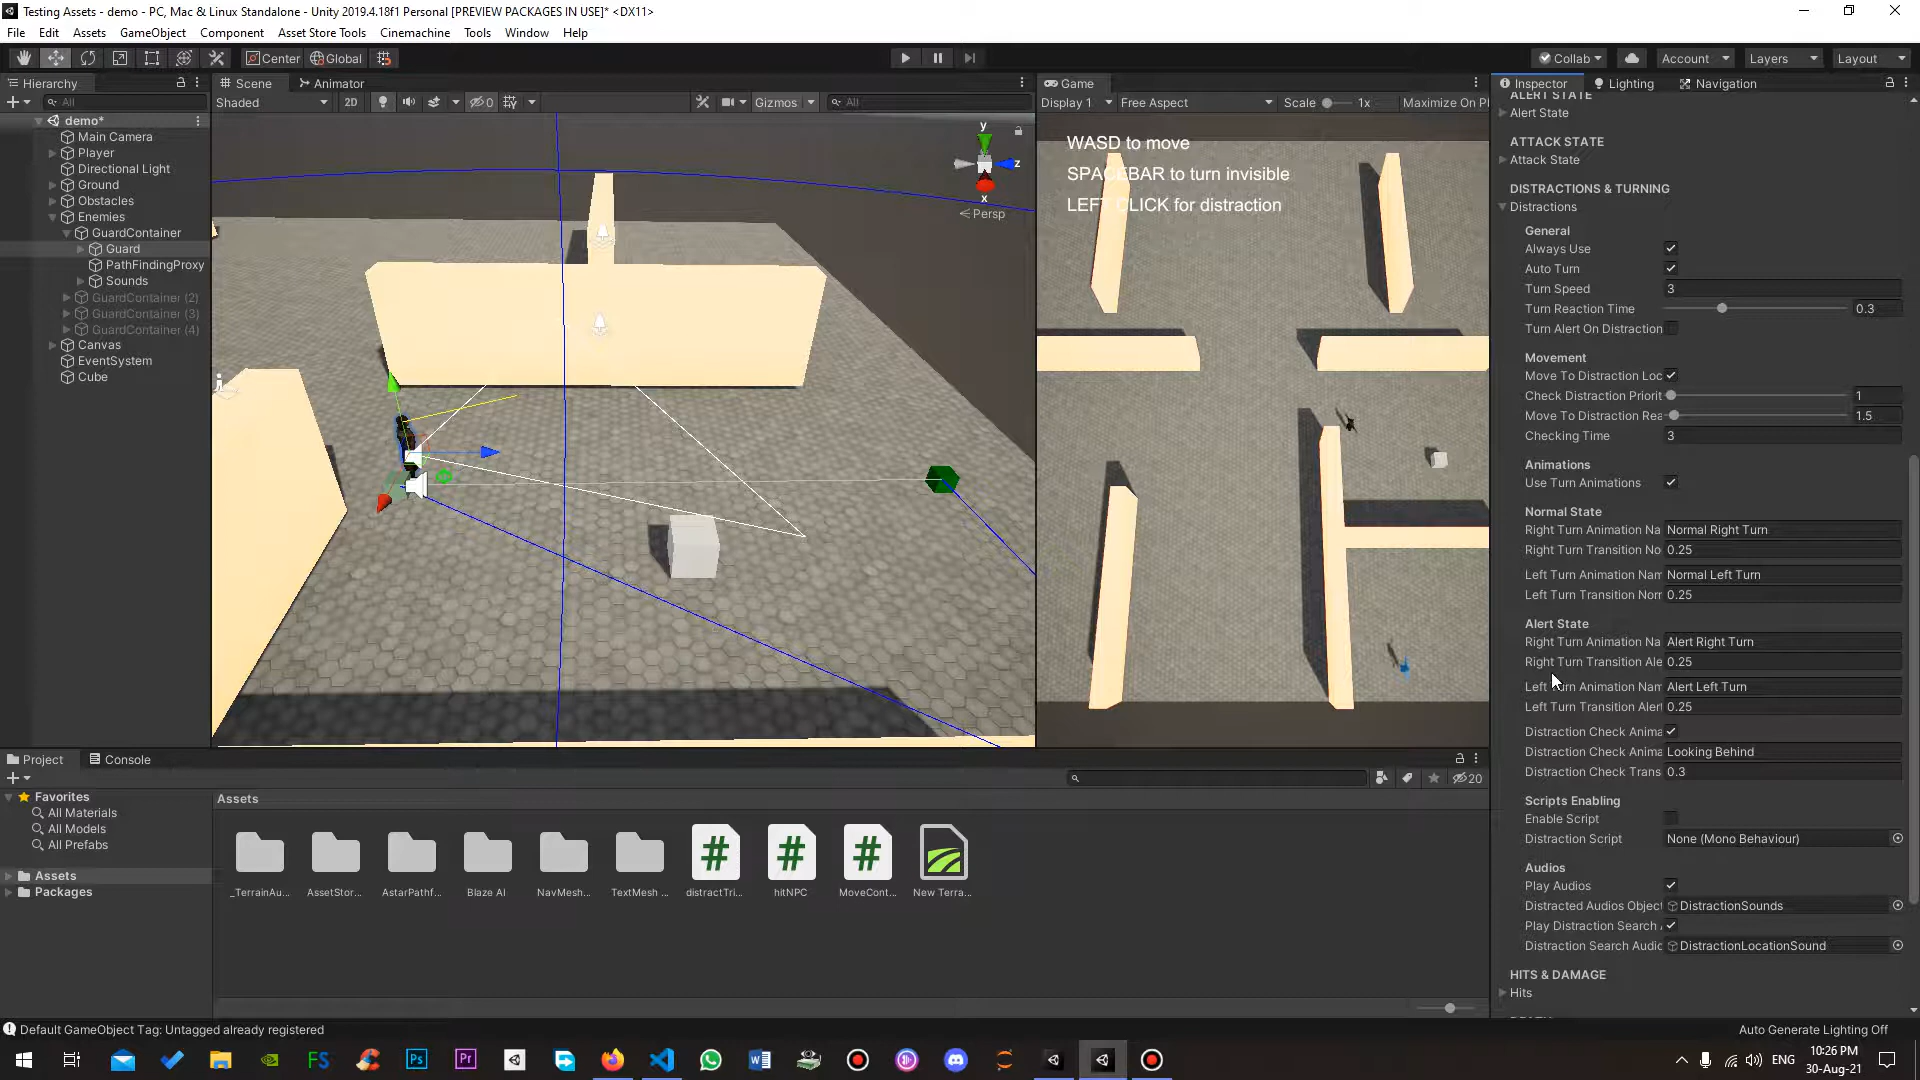 Testing Assets - demo - PC, Mac & Linux Standalone - Unity 2019.4.18f1 Personal [PREVIEW PACKAGES IN USE]* <DX11>
File Edit Assets GameObject Component Asset Store Tools Cinemachine Tools Window Help
Center Global Collab Account Layers Layout
Hierarchy
All
demo*
Main Camera
Player
Directional Light
Ground
Obstacles
Enemies
GuardContainer
Guard
PathFindingProxy
Sounds
GuardContainer (2)
GuardContainer (3)
GuardContainer (4)
Canvas
EventSystem
Cube
Scene Animator
Shaded 2D 0 Gizmos All
y
z
x
Persp
Game
Display 1 Free Aspect Scale 1x Maximize On Pl
WASD to move
SPACEBAR to turn invisible
LEFT CLICK for distraction
Inspector Lighting Navigation
ALERT STATE
Alert State
ATTACK STATE
Attack State
DISTRACTIONS & TURNING
Distractions
General
Always Use
Auto Turn
Turn Speed 3
Turn Reaction Time 0.3
Turn Alert On Distraction
Movement
Move To Distraction Loc
Check Distraction Priorit 1
Move To Distraction Rea 1.5
Checking Time 3
Animations
Use Turn Animations
Normal State
Right Turn Animation Na Normal Right Turn
Right Turn Transition No 0.25
Left Turn Animation Nam Normal Left Turn
Left Turn Transition Norr 0.25
Alert State
Right Turn Animation Na Alert Right Turn
Right Turn Transition Ale 0.25
Left Turn Animation Nam Alert Left Turn
Left Turn Transition Alert 0.25
Distraction Check Anima
Distraction Check Anima Looking Behind
Distraction Check Trans 0.3
Scripts Enabling
Enable Script
Distraction Script None (Mono Behaviour)
Audios
Play Audios
Distracted Audios Object DistractionSounds
Play Distraction Search
Distraction Search Audic DistractionLocationSound
HITS & DAMAGE
Hits
Project Console
20
Favorites
All Materials
All Models
All Prefabs
Assets
Packages
Assets
_TerrainAu... AssetStor... AstarPathf... Blaze AI NavMesh... TextMesh ... distractTri... hitNPC MoveCont... New Terra...
Default GameObject Tag: Untagged already registered
Auto Generate Lighting Off
FS Ps Pr
ENG
10:26 PM
30-Aug-21